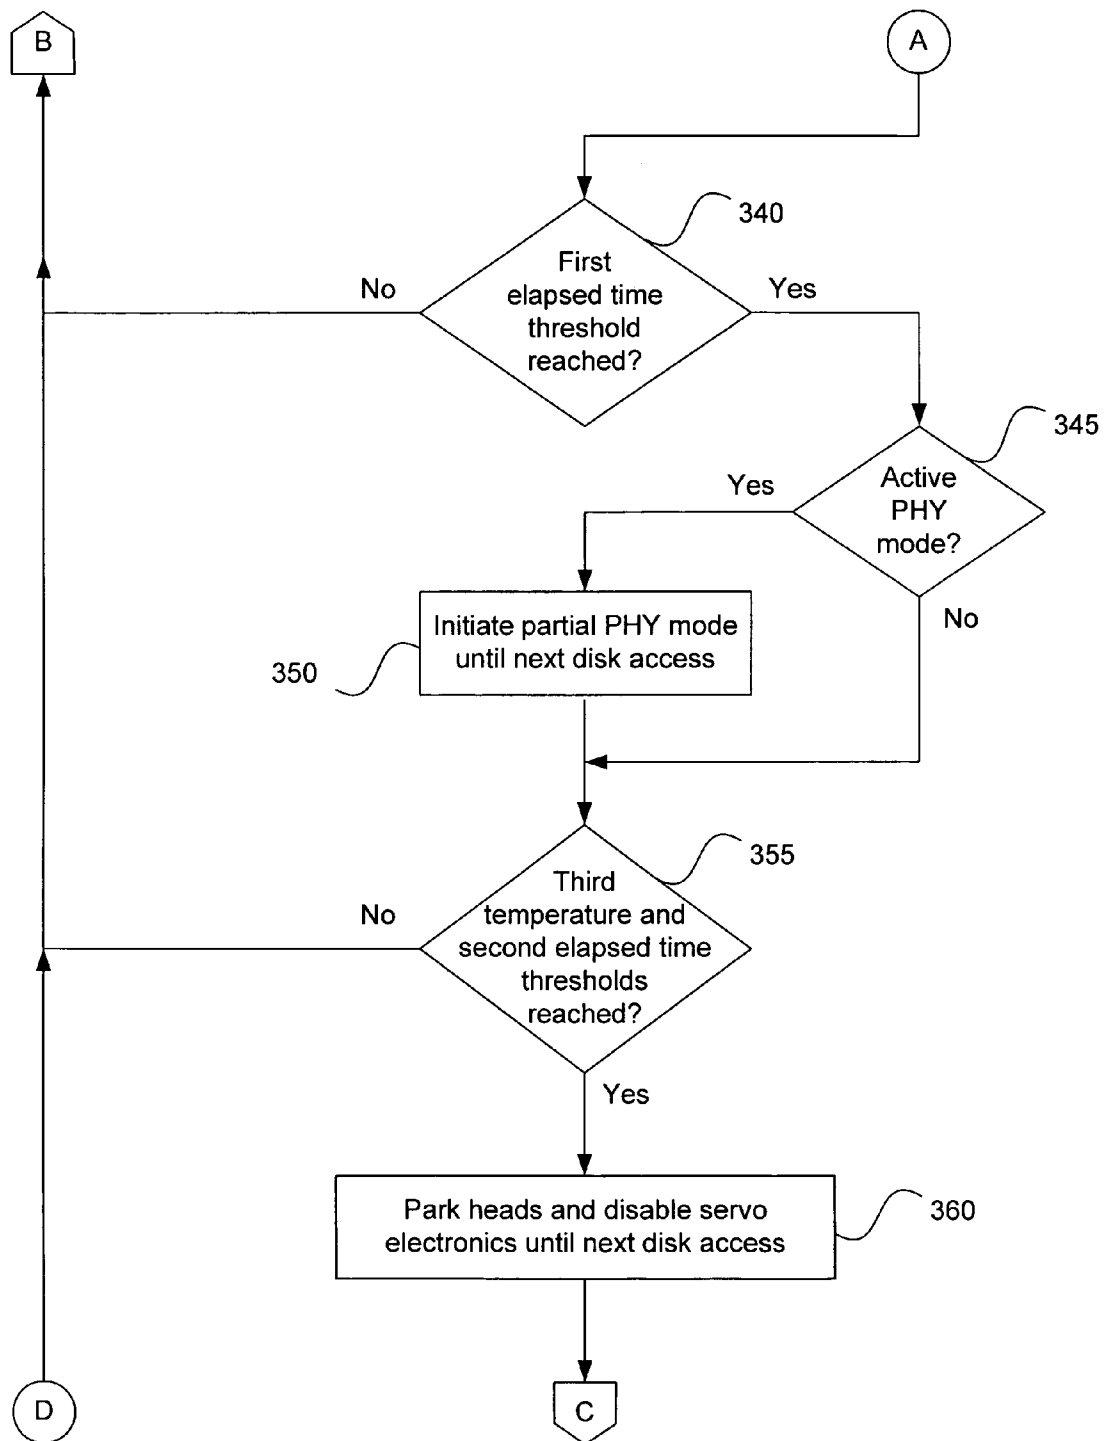 B
A
340
First
elapsed time
threshold
reached?
No
Yes
345
Active
PHY
mode?
Yes
No
Initiate partial PHY mode
until next disk access
350
355
Third
temperature and
second elapsed time
thresholds
reached?
No
Yes
Park heads and disable servo
electronics until next disk access
360
D
C